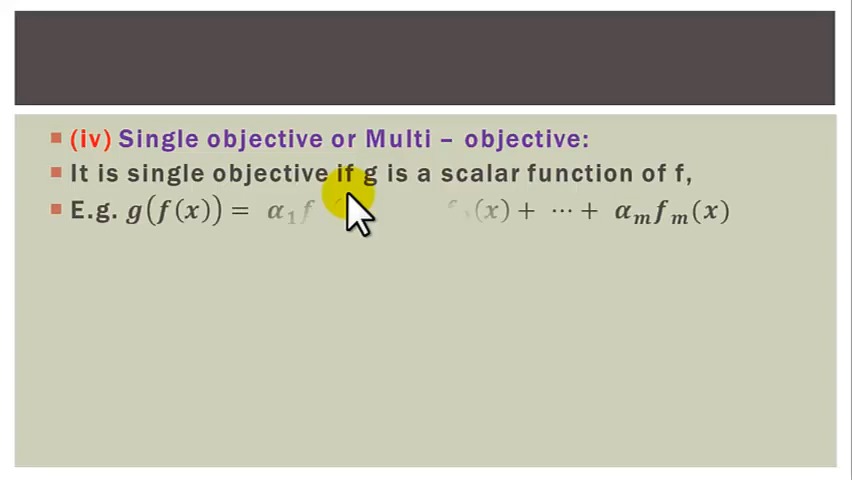 (iv) Single objective or Multi – objective:
It is single objective if g is a scalar function of f,
E.g. g(f(x)) = α₁f (x) + ⋯ + αₘfₘ(x)